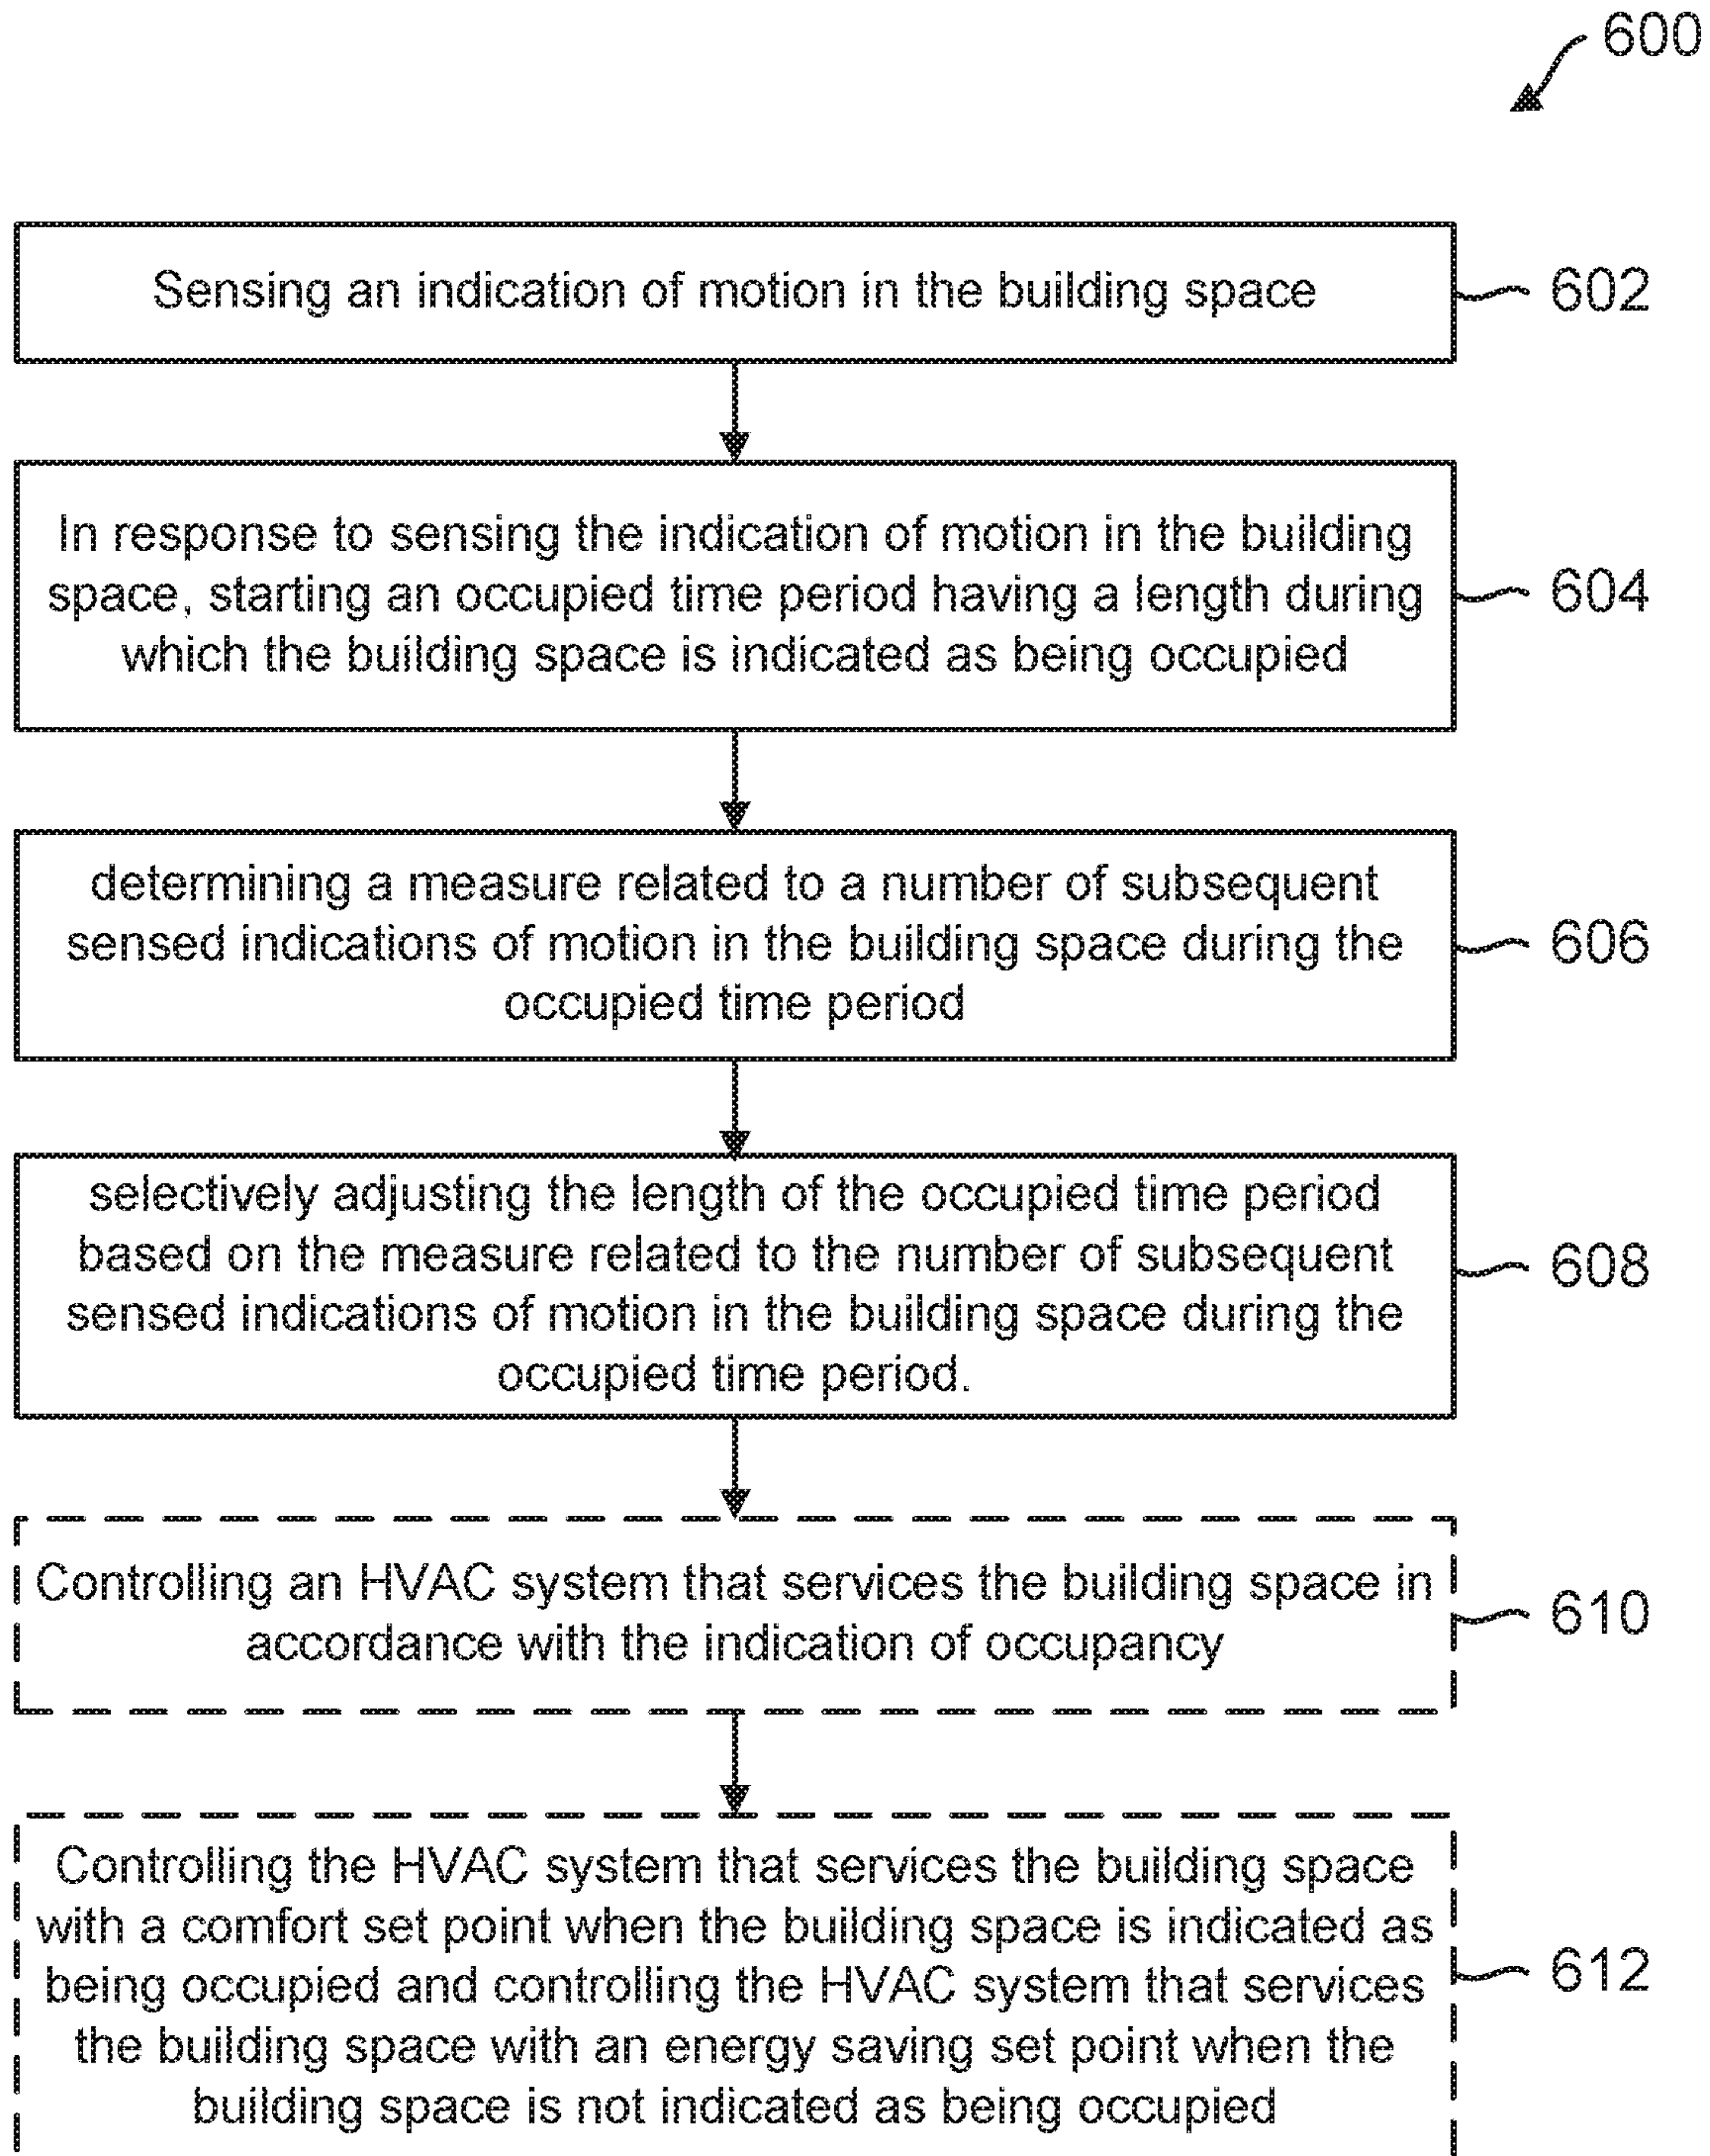 600
Sensing an indication of motion in the building space
602
In response to sensing the indication of motion in the building
space, starting an occupied time period having a length during
which the building space is indicated as being occupied
604
determining a measure related to a number of subsequent
sensed indications of motion in the building space during the
occupied time period
606
selectively adjusting the length of the occupied time period
based on the measure related to the number of subsequent
sensed indications of motion in the building space during the
occupied time period.
608
Controlling an HVAC system that services the building space in
accordance with the indication of occupancy
610
Controlling the HVAC system that services the building space
with a comfort set point when the building space is indicated as
being occupied and controlling the HVAC system that services
the building space with an energy saving set point when the
building space is not indicated as being occupied
612